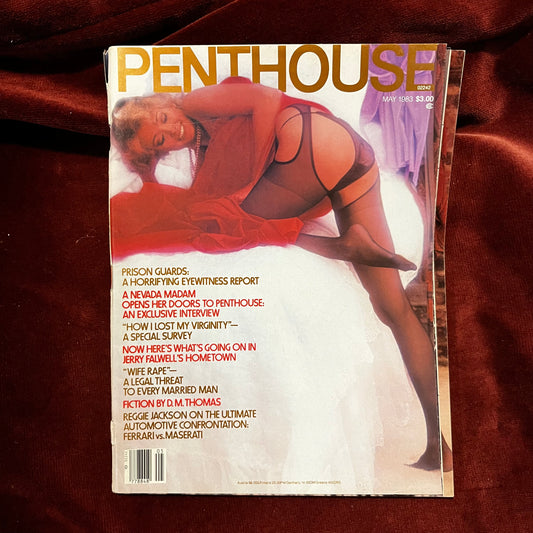 PENTHOUSE
02242
MAY 1983 $3.00
PRISON GUARDS:
A HORRIFYING EYEWITNESS REPORT
A NEVADA MADAM
OPENS HER DOORS TO PENTHOUSE:
AN EXCLUSIVE INTERVIEW
"HOW I LOST MY VIRGINITY"—
A SPECIAL SURVEY
NOW HERE'S WHAT'S GOING ON IN
JERRY FALWELL'S HOMETOWN
"WIFE RAPE"—
A LEGAL THREAT
TO EVERY MARRIED MAN
FICTION BY D. M. THOMAS
REGGIE JACKSON ON THE ULTIMATE
AUTOMOTIVE CONFRONTATION:
FERRARI vs. MASERATI
05